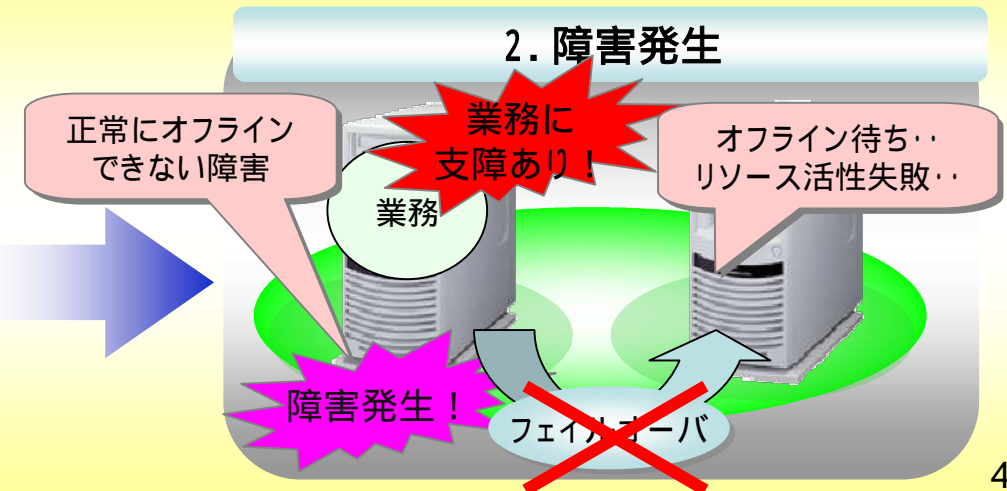 2.障害発生
正常にオフライン
できない障害
業務に
支障あり!
オフライン待ち‥
リソース活性失敗‥
業務
障害発生!
フェイルオーバ
4